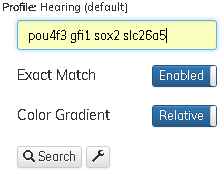 Profile: Hearing (default)
pou4f3 gfi1 sox2 slc26a5
Exact Match Enabled
Color Gradient Relative
Search